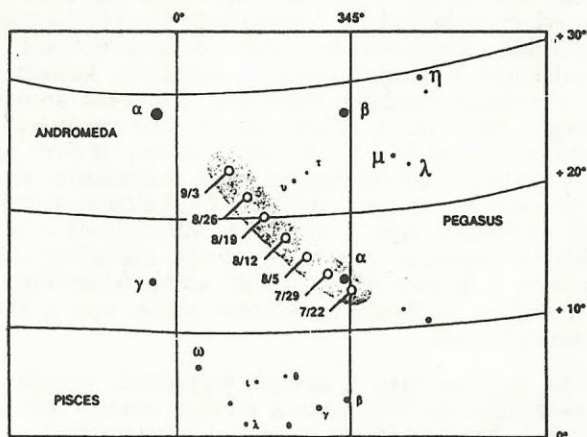 0° 345°
+ 30°
η
α β
ANDROMEDA
τ
υ
μ λ
+ 20°
9/3
8/26
8/19
PEGASUS
8/12
8/5
α
7/29
γ
7/22
+ 10°
ω
ι θ
PISCES
β
γ
λ
0°